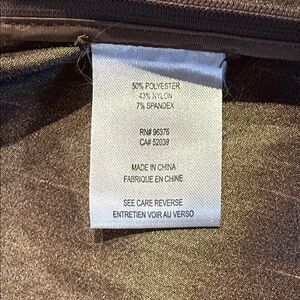 50% POLYESTER
43% NYLON
7% SPANDEX
RN# 96376
CA# 52039
MADE IN CHINA
FABRIQUE EN CHINE
SEE CARE REVERSE
ENTRETIEN VOIR AU VERSO